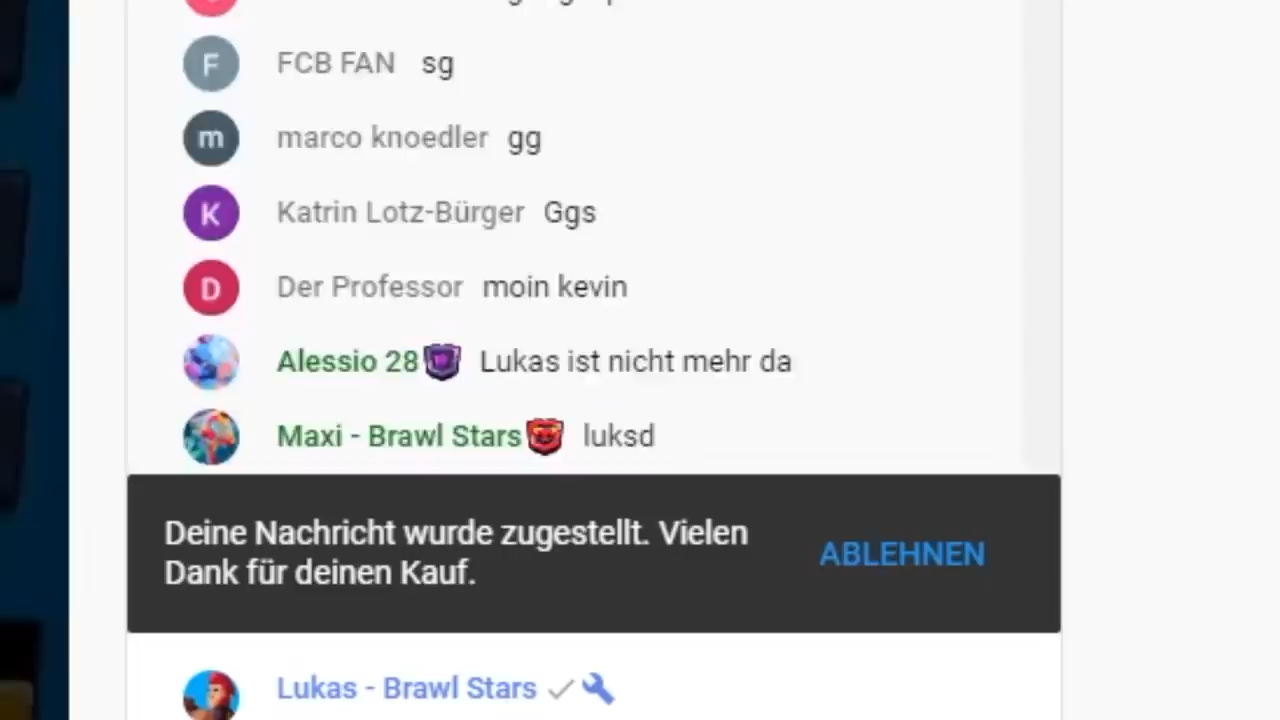 F FCB FAN sg
m marco knoedler gg
K Katrin Lotz-Bürger Ggs
D Der Professor moin kevin
Alessio 28 Lukas ist nicht mehr da
Maxi - Brawl Stars luksd
Deine Nachricht wurde zugestellt. Vielen
Dank für deinen Kauf.
ABLEHNEN
Lukas - Brawl Stars